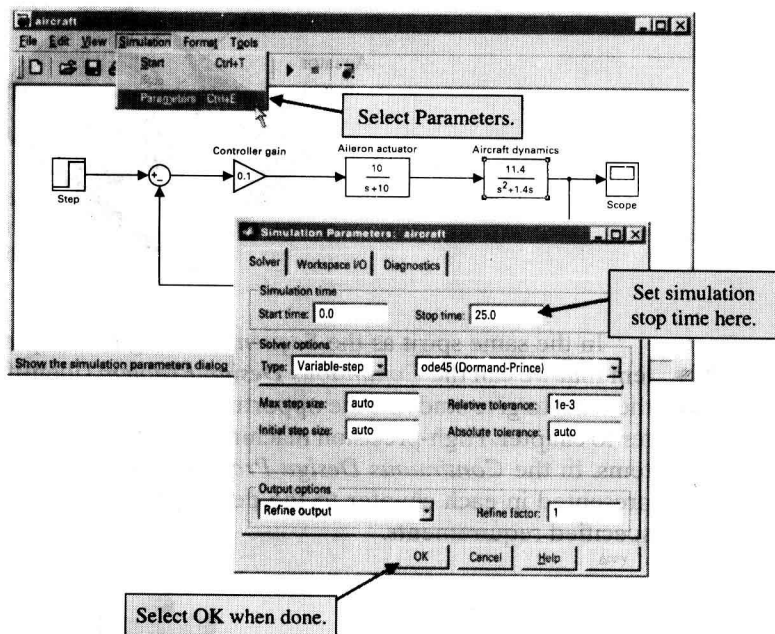 aircraft
File Edit View Simulation Format Tools
Start Ctrl+T
Parameters Ctrl+E
Select Parameters.
Controller gain
Aileron actuator
Aircraft dynamics
Step
+-
0.1
10
s+10
11.4
s²+1.4s
Scope
Simulation Parameters: aircraft
Solver Workspace I/O Diagnostics
Simulation time
Start time: 0.0 Stop time: 25.0
Set simulation
stop time here.
Solver options
Type: Variable-step ode45 (Dormand-Prince)
Max step size: auto Relative tolerance: 1e-3
Initial step size: auto Absolute tolerance: auto
Output options
Refine output Refine factor: 1
OK Cancel Help
Show the simulation parameters dialog
Select OK when done.